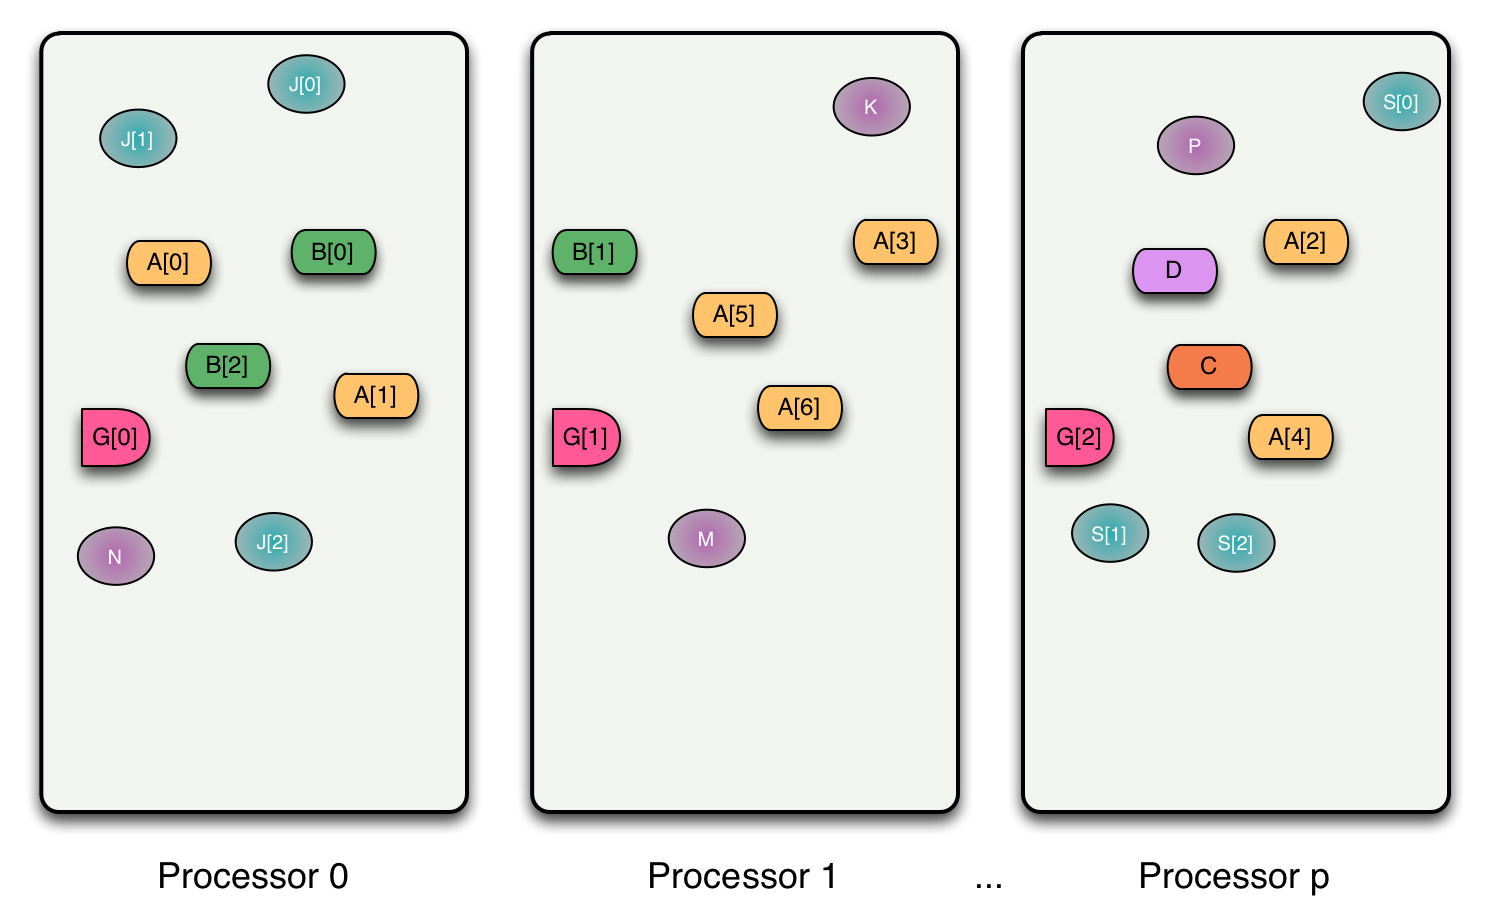 J[0]
J[1]
A[0]
B[0]
B[2]
A[1]
G[0]
N
J[2]
K
B[1]
A[3]
A[5]
A[6]
G[1]
M
S[0]
P
A[2]
D
C
G[2]
A[4]
S[1]
S[2]
Processor 0
Processor 1
...
Processor p